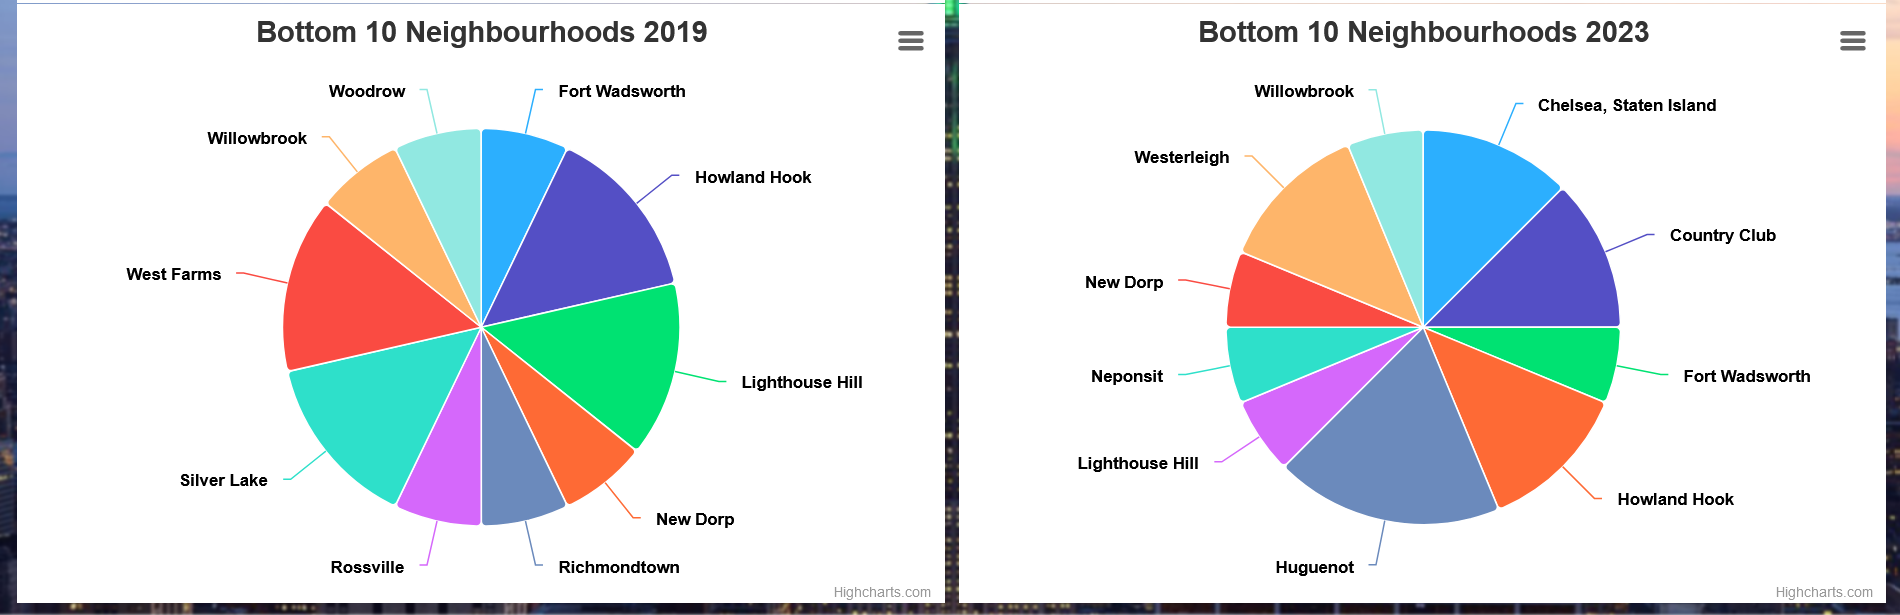 Bottom 10 Neighbourhoods 2019
Woodrow
Fort Wadsworth
Willowbrook
Howland Hook
West Farms
Lighthouse Hill
Silver Lake
New Dorp
Rossville
Richmondtown
Highcharts.com
Bottom 10 Neighbourhoods 2023
Willowbrook
Chelsea, Staten Island
Westerleigh
Country Club
New Dorp
Neponsit
Fort Wadsworth
Lighthouse Hill
Howland Hook
Huguenot
Highcharts.com